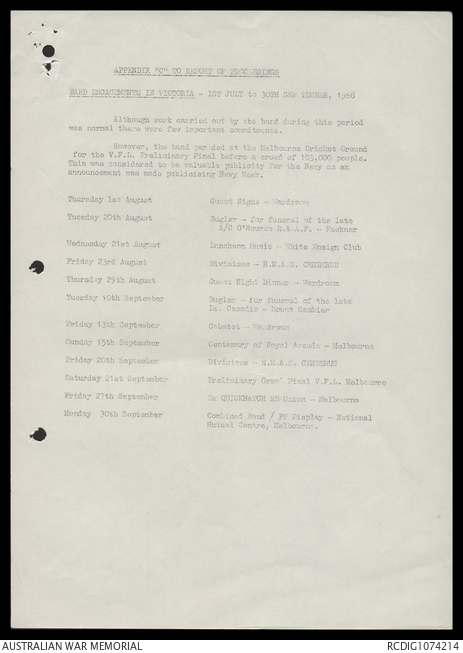 APPENDIX "C" TO REPORT OF PROCEEDINGS
BAND ENGAGEMENTS IN VICTORIA - 1ST JULY to 30TH SEPTEMBER, 1968
Although work carried out by the band during this period
was normal there were few important commitments.
However, the band paraded at the Melbourne Cricket Ground
for the V.F.L. Preliminary Final before a crowd of 103,000 people.
This was considered to be valuable publicity for the Navy as an
announcement was made publicising Navy Week.
Thursday 1st August Guest Night - Wardroom
Tuesday 20th August Bugler - for funeral of the late
A/C O'Rourke R.A.A.F. - Fawkner
Wednesday 21st August Luncheon Music - White Ensign Club
Friday 23rd August Divisions - H.M.A.S. CERBERUS
Thursday 29th August Guest Night Dinner - Wardroom
Tuesday 10th September Bugler - for funeral of the late
Lt. - Mount Gambier
Friday 13th September Cabaret - Wardroom
Sunday 15th September Centenary of Royal Arcade - Melbourne
Friday 20th September Divisions - H.M.A.S. CERBERUS
Saturday 21st September Preliminary Grand Final V.F.L. Melbourne
Friday 27th September QUICKMATCH RE-Union - Melbourne
Monday 30th September Combined Band / PT Display - National
Mutual Centre, Melbourne.
AUSTRALIAN WAR MEMORIAL
RCDIG1074214